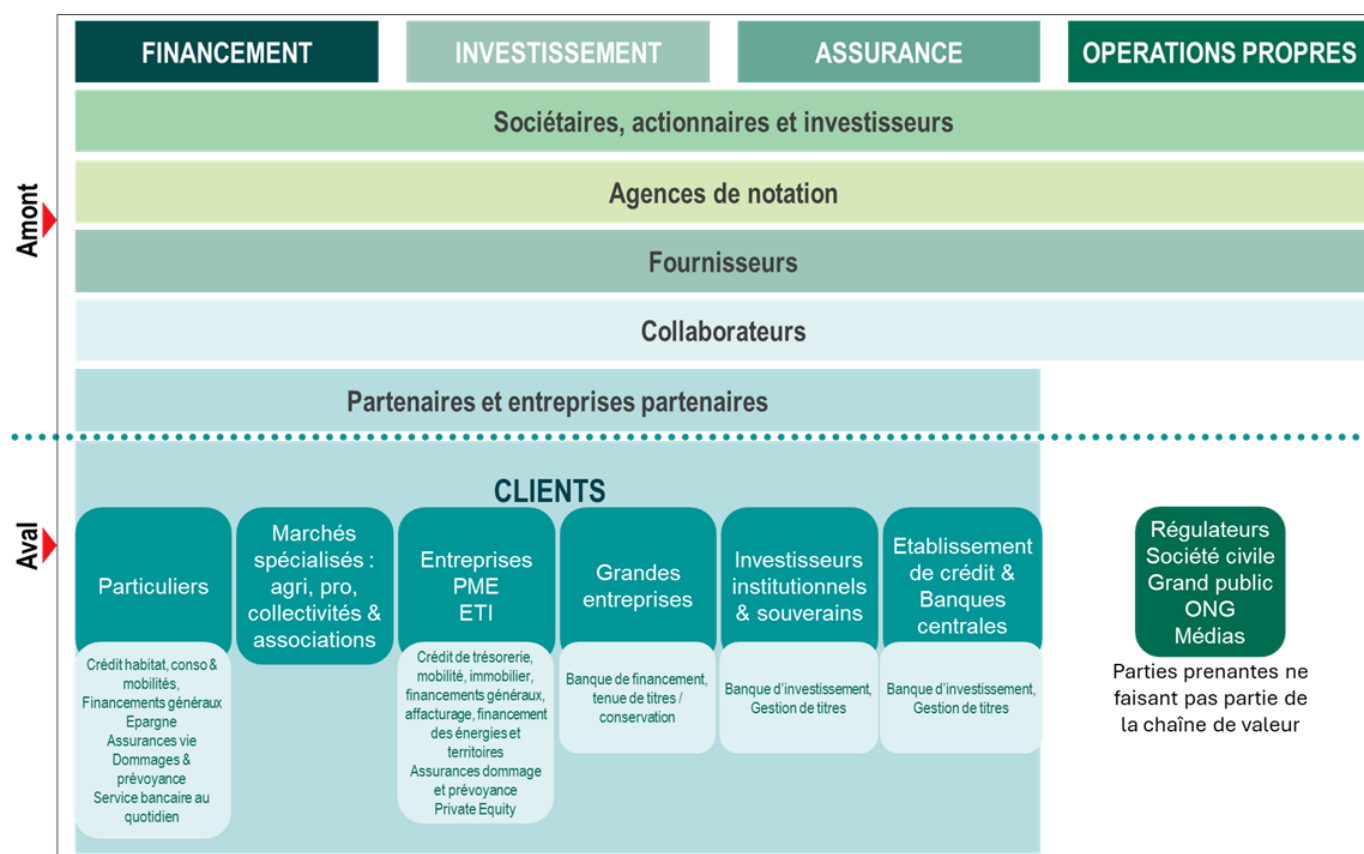 FINANCEMENT
INVESTISSEMENT
ASSURANCE
OPERATIONS PROPRES
Amont
Sociétaires, actionnaires et investisseurs
Agences de notation
Fournisseurs
Collaborateurs
Partenaires et entreprises partenaires
Aval
CLIENTS
Particuliers
Crédit habitat, conso &
mobilités,
Financements généraux
Epargne
Assurances vie
Dommages &
prévoyance
Service bancaire au
quotidien
Marchés
spécialisés :
agri, pro,
collectivités &
associations
Entreprises
PME
ETI
Crédit de trésorerie,
mobilité, immobilier,
financements généraux,
affacturage, financement
des énergies et
territoires
Assurances dommage
et prévoyance
Private Equity
Grandes
entreprises
Banque de financement,
tenue de titres /
conservation
Investisseurs
institutionnels
& souverains
Banque d'investissement,
Gestion de titres
Etablissement
de crédit &
Banques
centrales
Banque d'investissement,
Gestion de titres
Régulateurs
Société civile
Grand public
ONG
Médias
Parties prenantes ne
faisant pas partie de
la chaîne de valeur